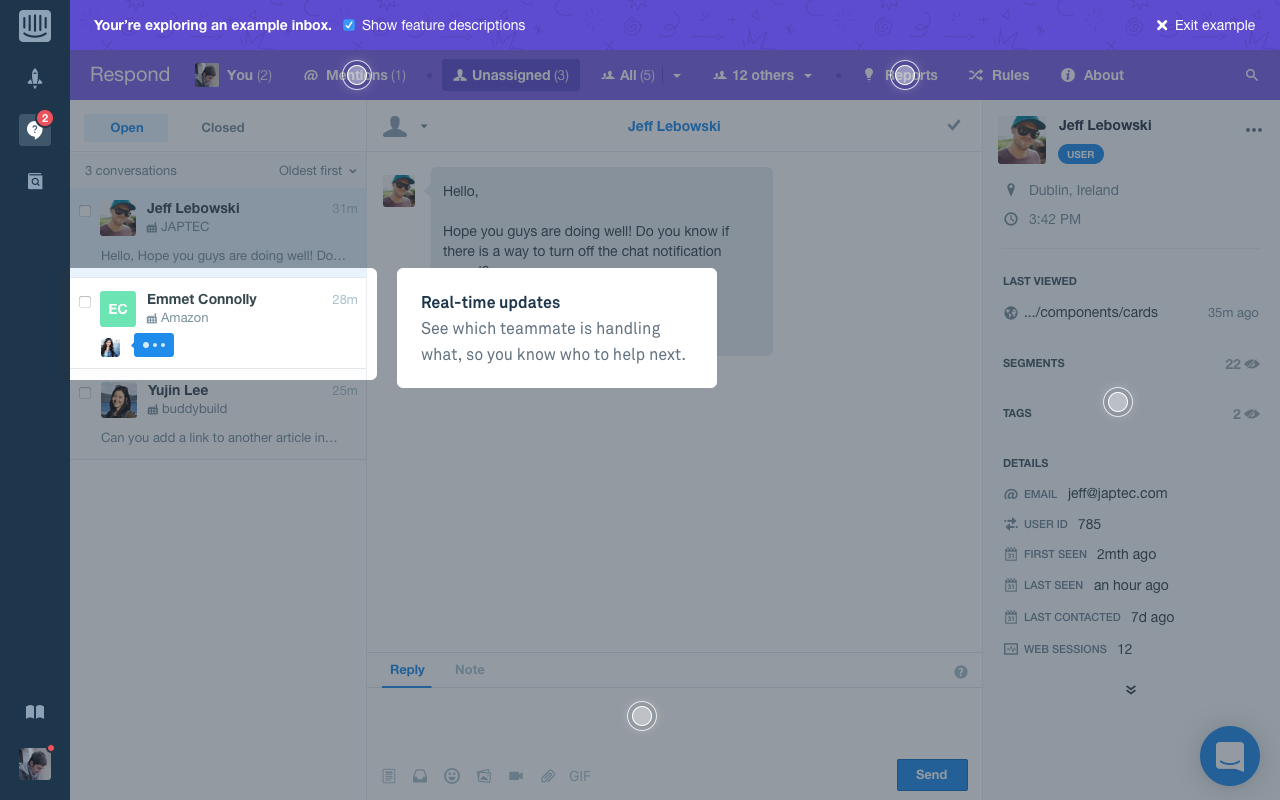 Your're exploring an example inbox. Show feature descriptions
Exit example
Respond
You (2)
Mentions (1)
Unassigned (3)
All (5)
12 others
Reports
Rules
About
2
Open
Closed
3 conversations
Oldest first
Jeff Lebowski
31m
JAPTEC
Hello, Hope you guys are doing well! Do…
EC
Emmet Connolly
28m
Amazon
Yujin Lee
25m
buddybuild
Can you add a link to another article in…
Jeff Lebowski
Hello,
Hope you guys are doing well! Do you know if
there is a way to turn off the chat notification
Real-time updates
See which teammate is handling
what, so you know who to help next.
Reply
Note
?
GIF
Send
Jeff Lebowski
USER
Dublin, Ireland
3:42 PM
LAST VIEWED
.../components/cards
35m ago
SEGMENTS
22
TAGS
2
DETAILS
EMAIL jeff@japtec.com
USER ID 785
FIRST SEEN 2mth ago
LAST SEEN an hour ago
LAST CONTACTED 7d ago
WEB SESSIONS 12